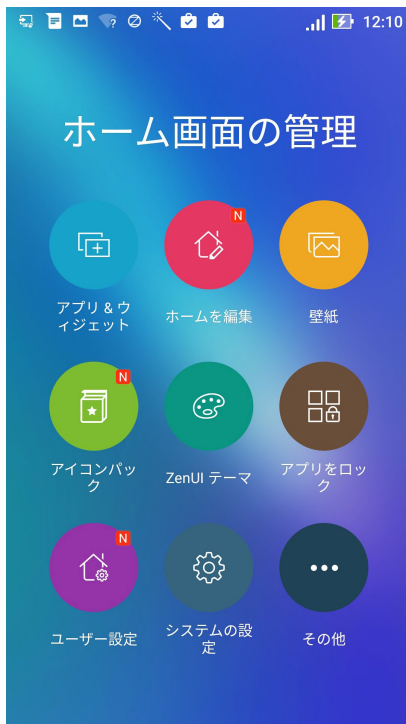 12:10
ホーム画面の管理
N
アプリ & ウ
ィジェット
ホームを編集
壁紙
N
アイコンパッ
ク
ZenUI テーマ
アプリをロッ
ク
N
ユーザー設定
システムの設
定
その他